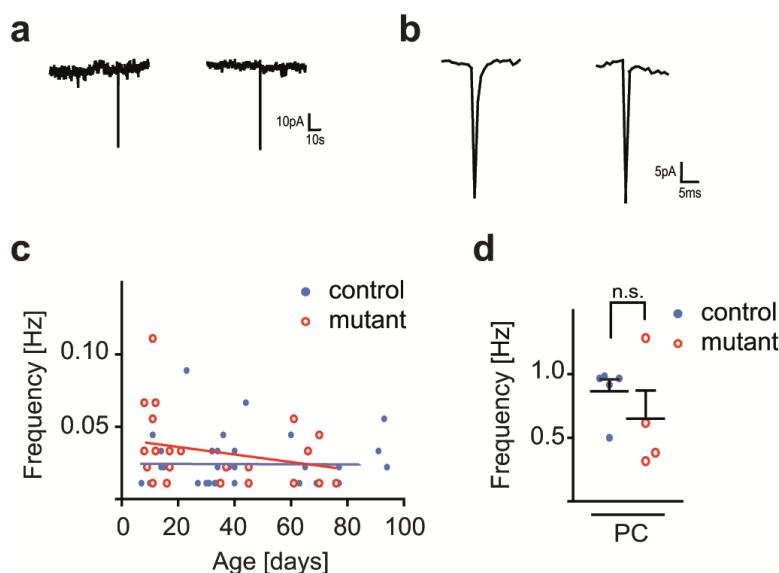 a
10pA
10s
b
5pA
5ms
c
control
mutant
Frequency [Hz]
0.10
0.05
0 20 40 60 80 100
Age [days]
d
n.s.
control
mutant
Frequency [Hz]
1.0
0.5
PC